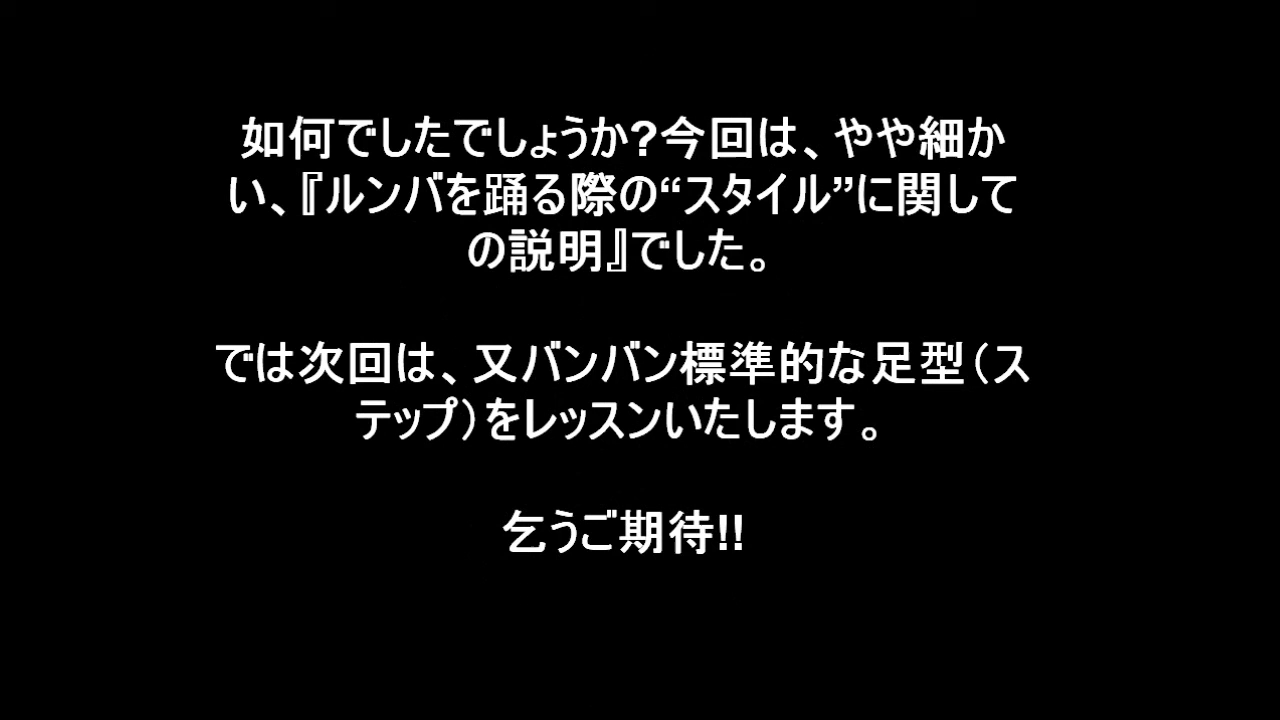 如何でしたでしょうか?今回は、やや細か
い、『ルンバを踊る際の“スタイル”に関して
の説明』でした。
では次回は、又バンバン標準的な足型（ス
テップ）をレッスンいたします。
乞うご期待!!